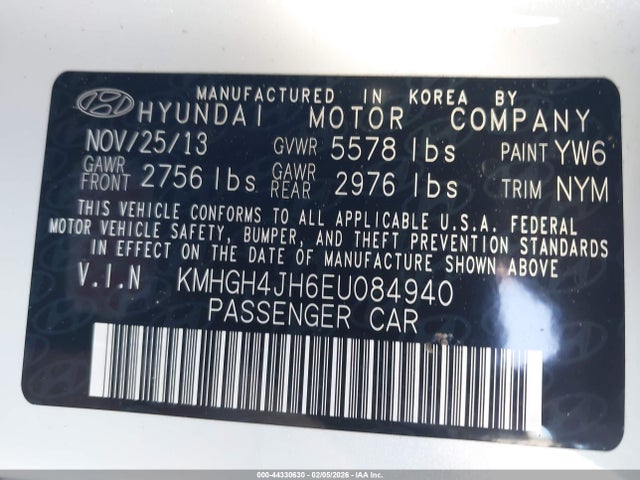 MANUFACTURED IN KOREA BY
HYUNDAI MOTOR COMPANY
NOV/25/13 GVWR 5578 lbs PAINT YW6
GAWR FRONT 2756 lbs GAWR REAR 2976 lbs TRIM NYM
THIS VEHICLE CONFORMS TO ALL APPLICABLE U.S.A. FEDERAL
MOTOR VEHICLE SAFETY, BUMPER, AND THEFT PREVENTION STANDARDS
IN EFFECT ON THE DATE OF MANUFACTURE SHOWN ABOVE
V.I.N KMHGH4JH6EU084940
PASSENGER CAR
000-44330630 - 02/05/2026 - Copart, Inc.